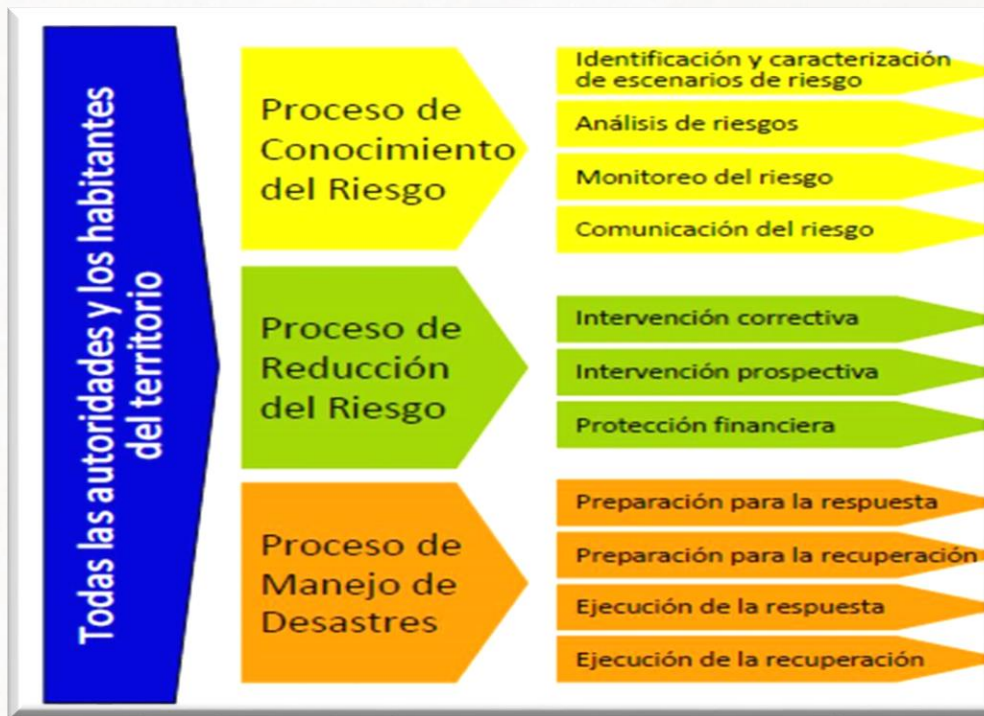 Todas las autoridades y los habitantes
del territorio
Proceso de
Conocimiento
del Riesgo
Identificación y caracterización
de escenarios de riesgo
Análisis de riesgos
Monitoreo del riesgo
Comunicación del riesgo
Proceso de
Reducción
del Riesgo
Intervención correctiva
Intervención prospectiva
Protección financiera
Proceso de
Manejo de
Desastres
Preparación para la respuesta
Preparación para la recuperación
Ejecución de la respuesta
Ejecución de la recuperación